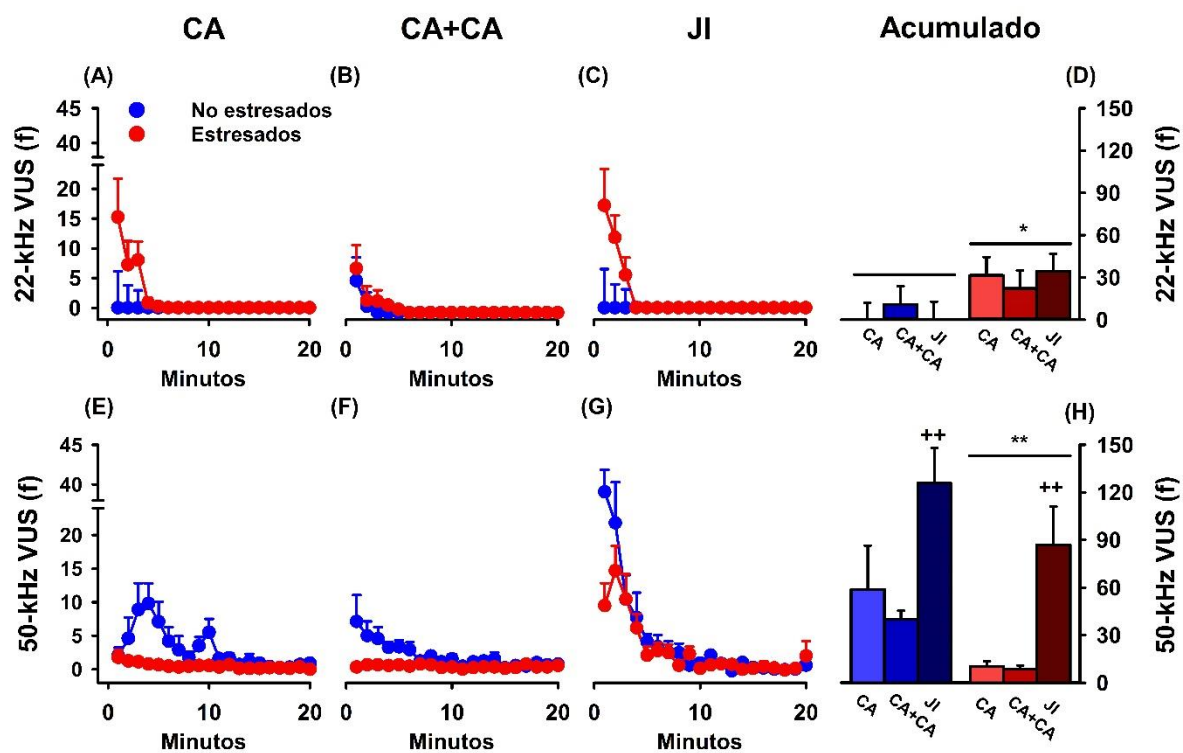 CA CA+CA JI Acumulado
(A) (B) (C) (D)
No estresados
Estresados
22-kHz VUS (f)
45
40
20
15
10
5
0
150
120
90
60
30
0
22-kHz VUS (f)
*
CA CA+CA JI CA CA+CA JI
0 10 20 0 10 20 0 10 20
Minutos Minutos Minutos
(E) (F) (G) (H)
50-kHz VUS (f)
45
40
20
15
10
5
0
150
120
90
60
30
0
50-kHz VUS (f)
++ ** ++
CA CA+CA JI CA CA+CA JI
0 10 20 0 10 20 0 10 20
Minutos Minutos Minutos